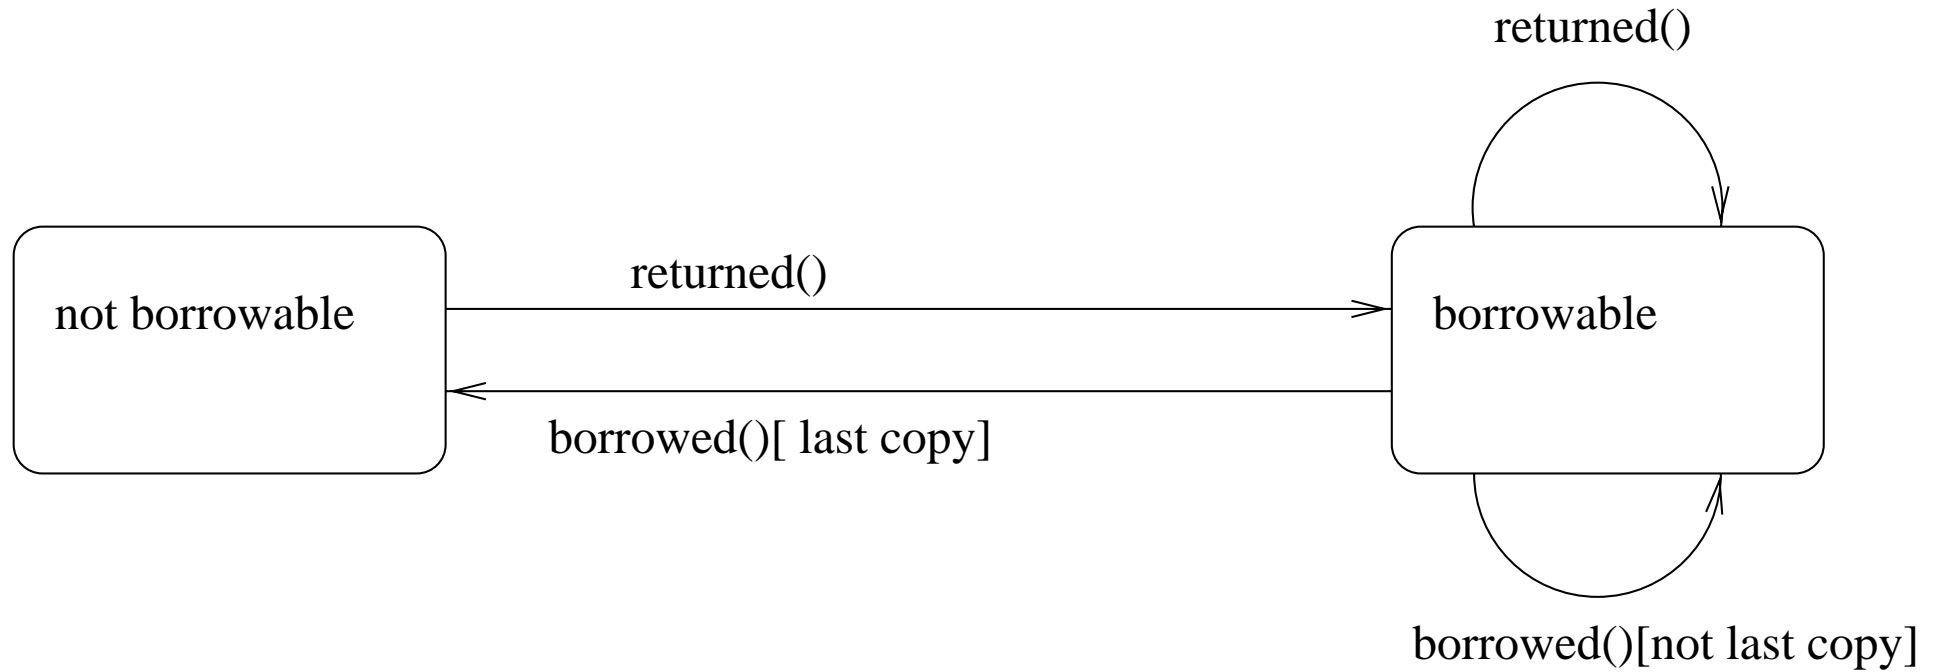 returned()
returned()
not borrowable
borrowable
borrowed()[ last copy]
borrowed()[not last copy]